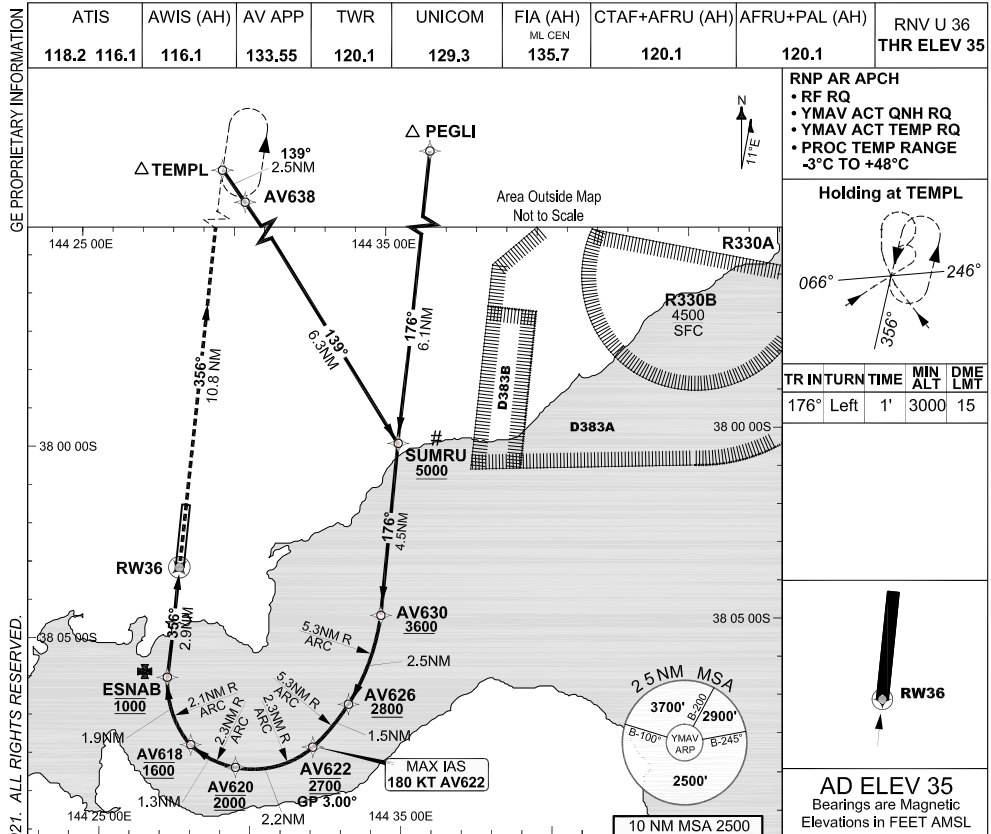 GE PROPRIETARY INFORMATION
21. ALL RIGHTS RESERVED.
ATIS
118.2 116.1
AWIS (AH)
116.1
AV APP
133.55
TWR
120.1
UNICOM
129.3
FIA (AH)
ML CEN
135.7
CTAF+AFRU (AH)
120.1
AFRU+PAL (AH)
120.1
RNV U 36
THR ELEV 35
RNP AR APCH
• RF RQ
• YMAV ACT QNH RQ
• YMAV ACT TEMP RQ
• PROC TEMP RANGE
-3°C TO +48°C
Holding at TEMPL
066°
246°
356°
TR IN TURN TIME MIN ALT DME LMT
176° Left 1' 3000 15
RW36
AD ELEV 35
Bearings are Magnetic
Elevations in FEET AMSL
TEMPL
139°
2.5NM
AV638
PEGLI
N
11°E
Area Outside Map
Not to Scale
144 25 00E
144 35 00E
R330A
R330B
4500
SFC
139°
6.3NM
176°
6.1NM
356°
10.8 NM
D383B
D383A
38 00 00S
38 00 00S
#
SUMRU
5000
176°
4.5NM
RW36
AV630
3600
38 05 00S
38 05 00S
356°
2.9NM
5.3NM R
ARC
2.5NM
ESNAB
1000
2.1NM R
ARC
2.3NM R
ARC
5.3NM R
2.3NM R
ARC
AV626
2800
1.5NM
1.9NM
AV618
1600
AV620
2000
AV622
2700
GP 3.00°
1.3NM
2.2NM
MAX IAS
180 KT AV622
25 NM MSA
3700'
B-200
2900'
B-100°
YMAV
ARP
B-245°
2500'
10 NM MSA 2500
144 25 00E
144 35 00E